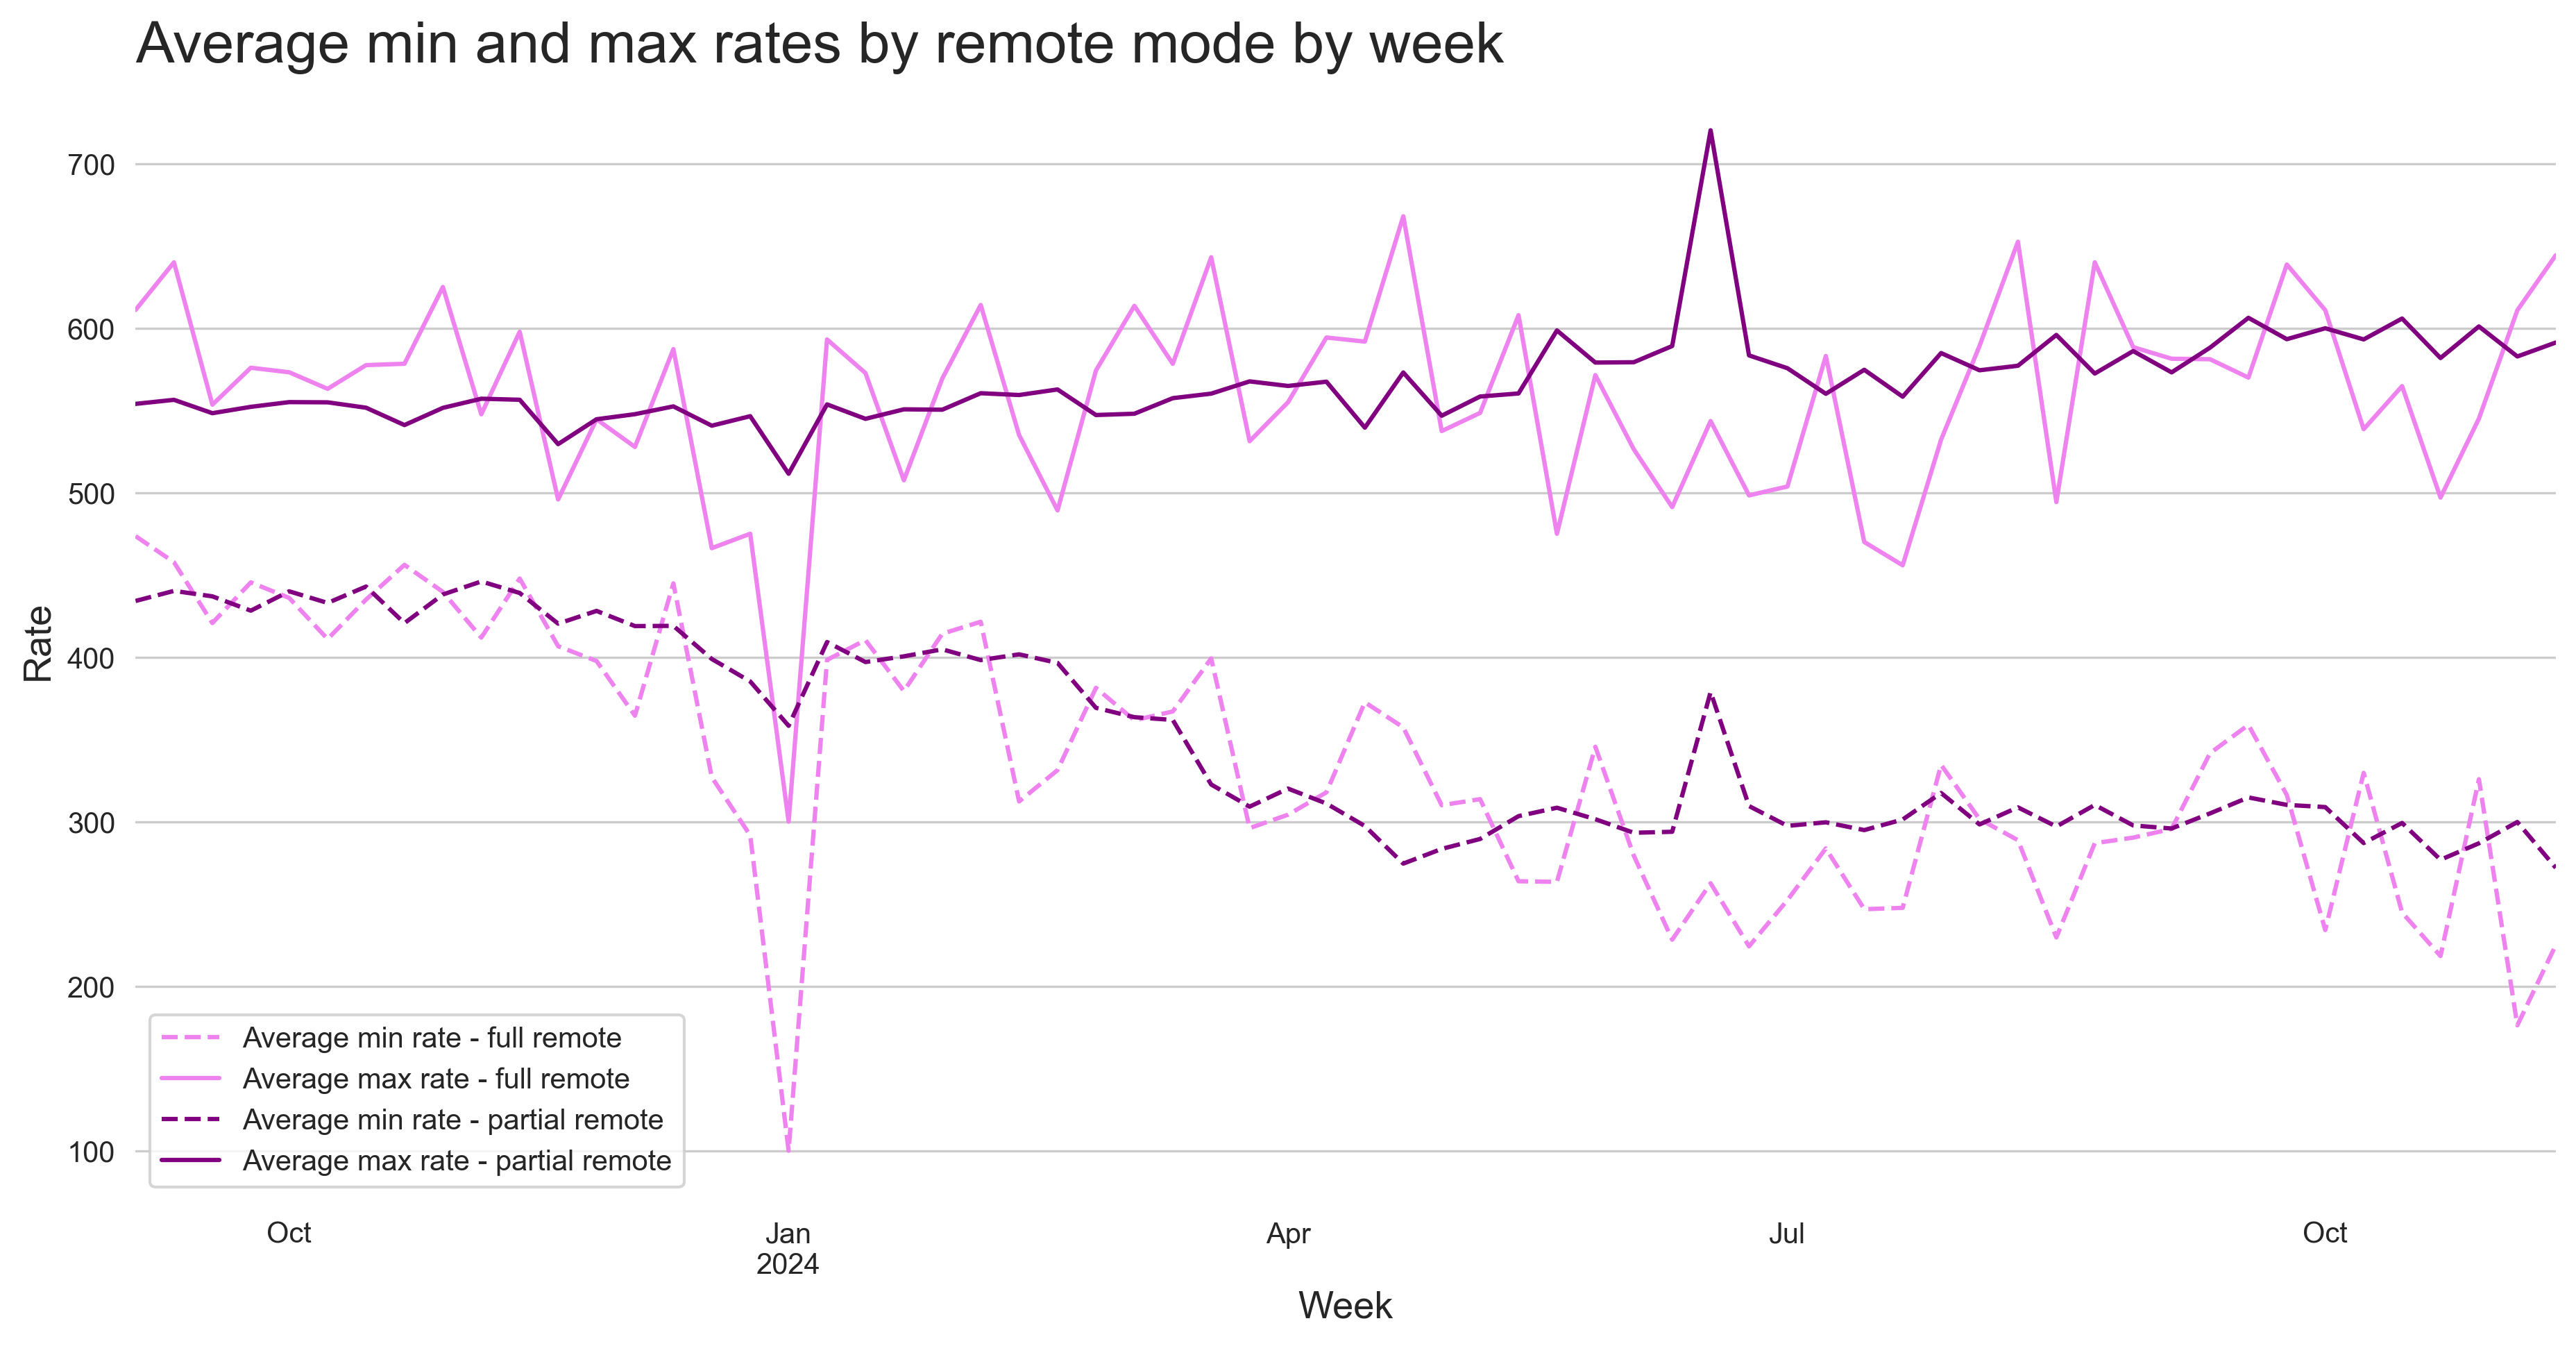 Average min and max rates by remote mode by week
700
600
500
400
300
200
100
Rate
Average min rate - full remote
Average max rate - full remote
Average min rate - partial remote
Average max rate - partial remote
Oct
Jan
2024
Apr
Jul
Oct
Week